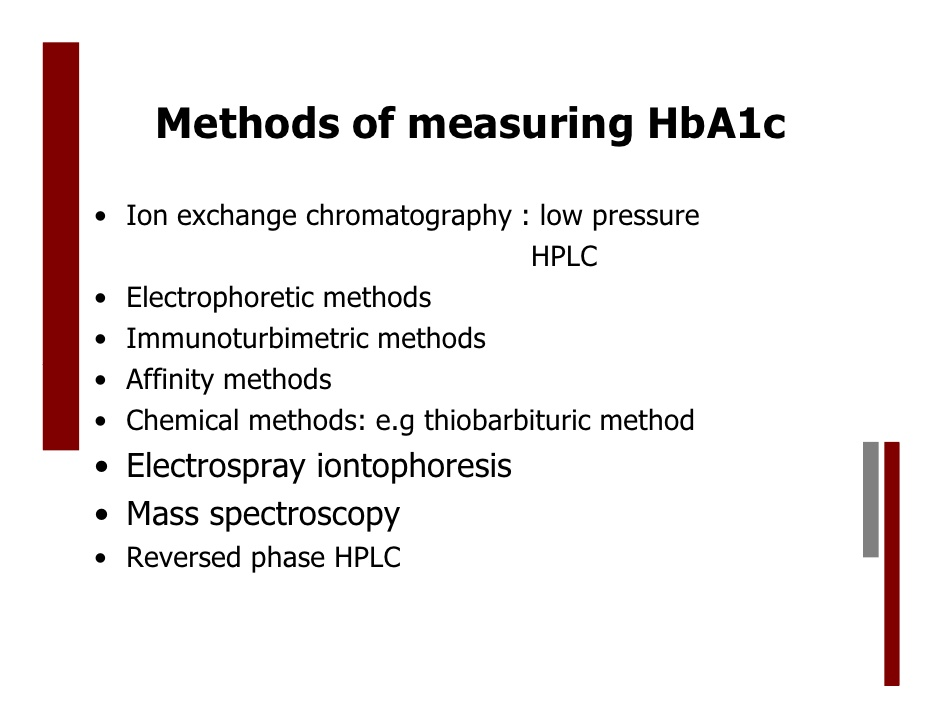 Methods of measuring HbA1c
• Ion exchange chromatography : low pressure
HPLC
• Electrophoretic methods
• Immunoturbimetric methods
• Affinity methods
• Chemical methods: e.g thiobarbituric method
• Electrospray iontophoresis
• Mass spectroscopy
• Reversed phase HPLC